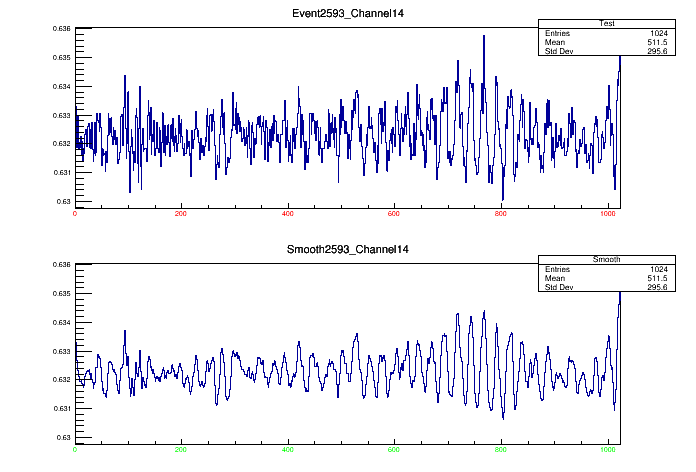 Event2593_Channel14
Test
Entries 1024
Mean 511.5
Std Dev 295.6
0.636
0.635
0.634
0.633
0.632
0.631
0.63
0 200 400 600 800 1000
Smooth2593_Channel14
Smooth
Entries 1024
Mean 511.5
Std Dev 295.6
0.636
0.635
0.634
0.633
0.632
0.631
0.63
0 200 400 600 800 1000